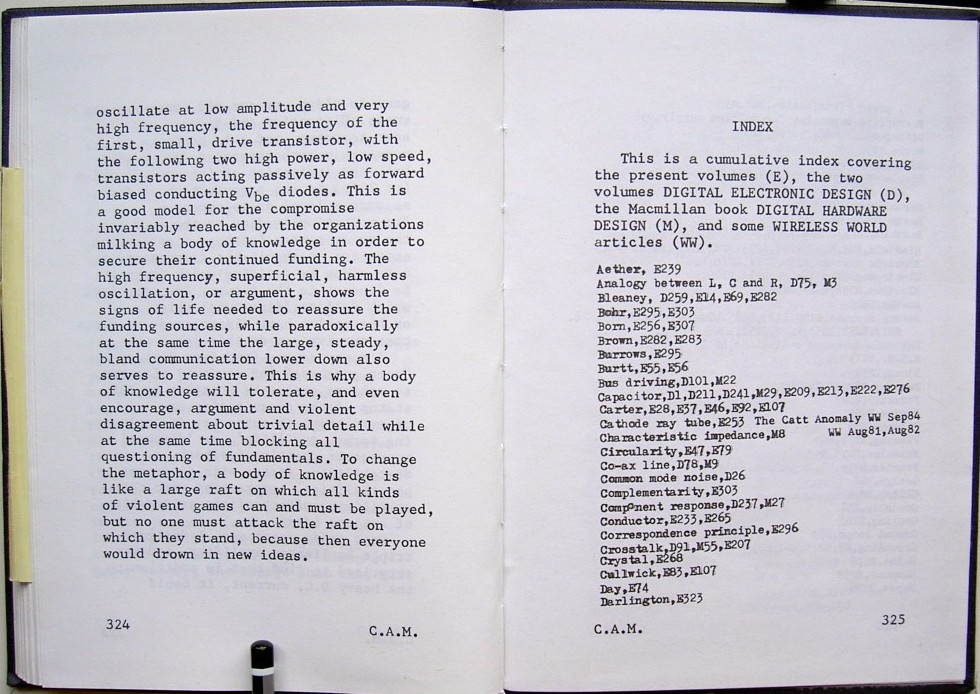 oscillate at low amplitude and very
high frequency, the frequency of the
first, small, drive transistor, with
the following two high power, low speed,
transistors acting passively as forward
biased conducting Vbe diodes. This is
a good model for the compromise
invariably reached by the organizations
milking a body of knowledge in order to
secure their continued funding. The
high frequency, superficial, harmless
oscillation, or argument, shows the
signs of life needed to reassure the
funding sources, while paradoxically
at the same time the large, steady,
bland communication lower down also
serves to reassure. This is why a body
of knowledge will tolerate, and even
encourage, argument and violent
disagreement about trivial detail while
at the same time blocking all
questioning of fundamentals. To change
the metaphor, a body of knowledge is
like a large raft on which all kinds
of violent games can and must be played,
but no one must attack the raft on
which they stand, because then everyone
would drown in new ideas.
324
C.A.M.
INDEX
This is a cumulative index covering
the present volumes (E), the two
volumes DIGITAL ELECTRONIC DESIGN (D),
the Macmillan book DIGITAL HARDWARE
DESIGN (M), and some WIRELESS WORLD
articles (WW).
Aether, E239
Analogy between L, C and R, D75, M3
Bleaney, D259,E14,E69,E282
Bohr,E295,E303
Born,E256,E307
Brown,E282,E283
Burrows,E295
Burtt,E55,E56
Bus driving,D101,M22
Capacitor,D1,D211,D241,M29,E209,E213,E222,E276
Carter,E28,E37,E46,E92,E107
Cathode ray tube,E253 The Catt Anomaly WW Sep84
Characteristic impedance,M8 WW Aug81,Aug82
Circularity,E47,E79
Co-ax line,D78,M9
Common mode noise,D26
Complementarity,E303
Component response,D237,M27
Conductor,E233,E265
Correspondence principle,E296
Crosstalk,D91,M55,E207
Crystal,E268
Cullwick,E83,E107
Day,E74
Darlington,E323
C.A.M.
325